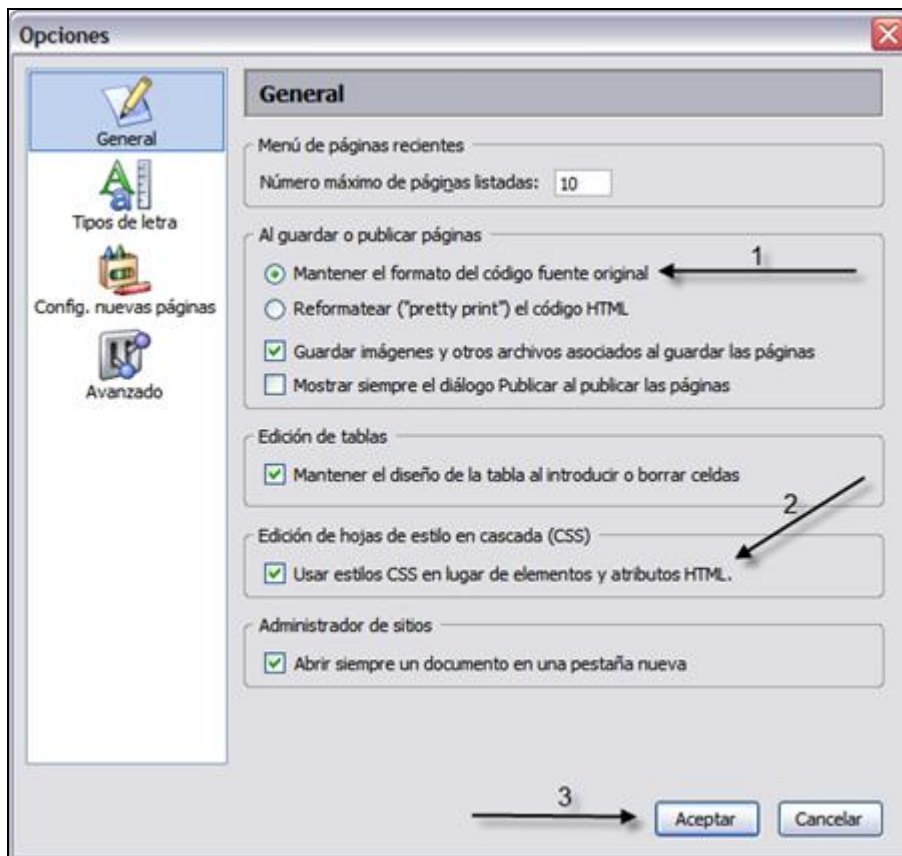 Opciones
General
Tipos de letra
Config. nuevas páginas
Avanzado
General
Menú de páginas recientes
Número máximo de páginas listadas: 10
Al guardar o publicar páginas
Mantener el formato del código fuente original
1
Reformatear ("pretty print") el código HTML
Guardar imágenes y otros archivos asociados al guardar las páginas
Mostrar siempre el diálogo Publicar al publicar las páginas
Edición de tablas
Mantener el diseño de la tabla al introducir o borrar celdas
2
Edición de hojas de estilo en cascada (CSS)
Usar estilos CSS en lugar de elementos y atributos HTML.
Administrador de sitios
Abrir siempre un documento en una pestaña nueva
3
Aceptar
Cancelar